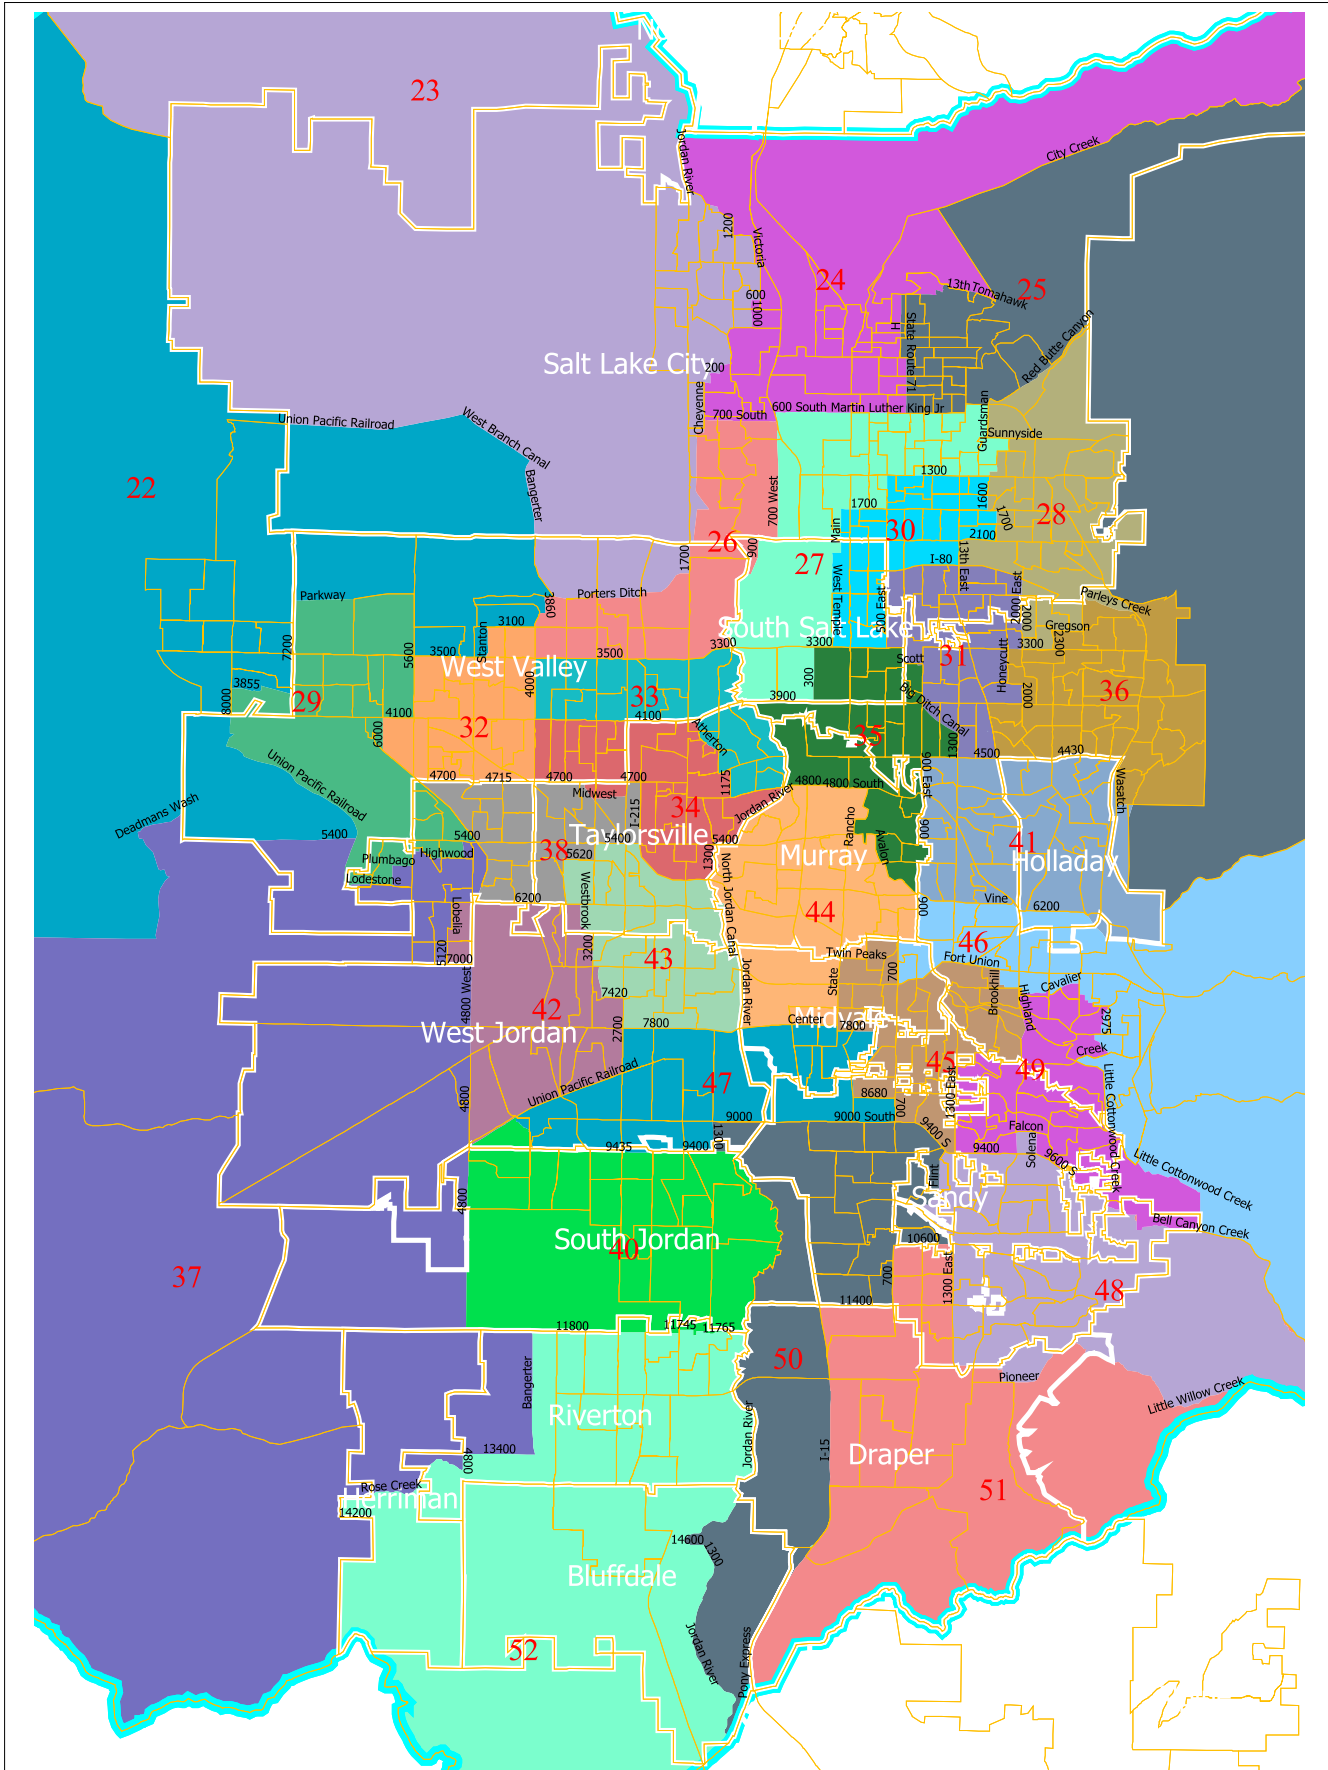 23
Jordan River
City Creek
1200
Victoria
24
25
13th
Tomahawk
600
1000
H
State Route 71
Red Butte Canyon
Salt Lake City
200
Cheyenne
700 South
600 South Martin Luther King Jr
Guardsman
Sunnyside
Union Pacific Railroad
West Branch Canal
Bangerter
22
700 West
1300
1600
1700
1700
28
Main
30
2100
26
900
27
I-80
13th East
1700
Parkway
3860
Porters Ditch
West Temple
500 East
2000 East
2000
Parleys Creek
3100
Stanton
South Salt Lake
Gregson
2300
7200
5600
3500
3500
3300
3300
3300
West Valley
Scott
31
Honeycutt
36
3855
8000
29
4000
33
300
3900
2000
4100
6000
32
4100
Atherton
Big Ditch Canal
35
1300
4500
4430
Union Pacific Railroad
4700
4715
4700
4700
1175
4800
4800 South
900 East
Wasatch
Midwest
I-215
34
Jordan River
Deadmans Wash
5400
5400
Taylorsville
5400
5400
Rancho
Avalon
900
41
Plumbago
Highwood
38
5620
1300
Murray
Holladay
Lodestone
North Jordan Canal
6200
Westbrook
44
900
Vine
6200
Lobelia
5120
7000
3200
43
46
Twin Peaks
Fort Union
4800 West
7420
Jordan River
State
700
Brookhill
Highland
Cavalier
42
West Jordan
2700
7800
Center
Midvale
7800
2975
Creek
Union Pacific Railroad
47
45
49
4800
8680
700
1300 East
Little Cottonwood Creek
9000
9000 South
9400 S
Falcon
1300
9435
9400
9400
Solena
9600 S
Little Cottonwood Creek
4800
Flint
Sandy
Bell Canyon Creek
South Jordan
40
10600
37
700
1300 East
48
11400
11800
11745
11765
50
Bangerter
Pioneer
Little Willow Creek
Riverton
Jordan River
I-15
Draper
13400
4800
Rose Creek
Herriman
51
14200
14600
1300
Bluffdale
52
Jordan River
Pony Express